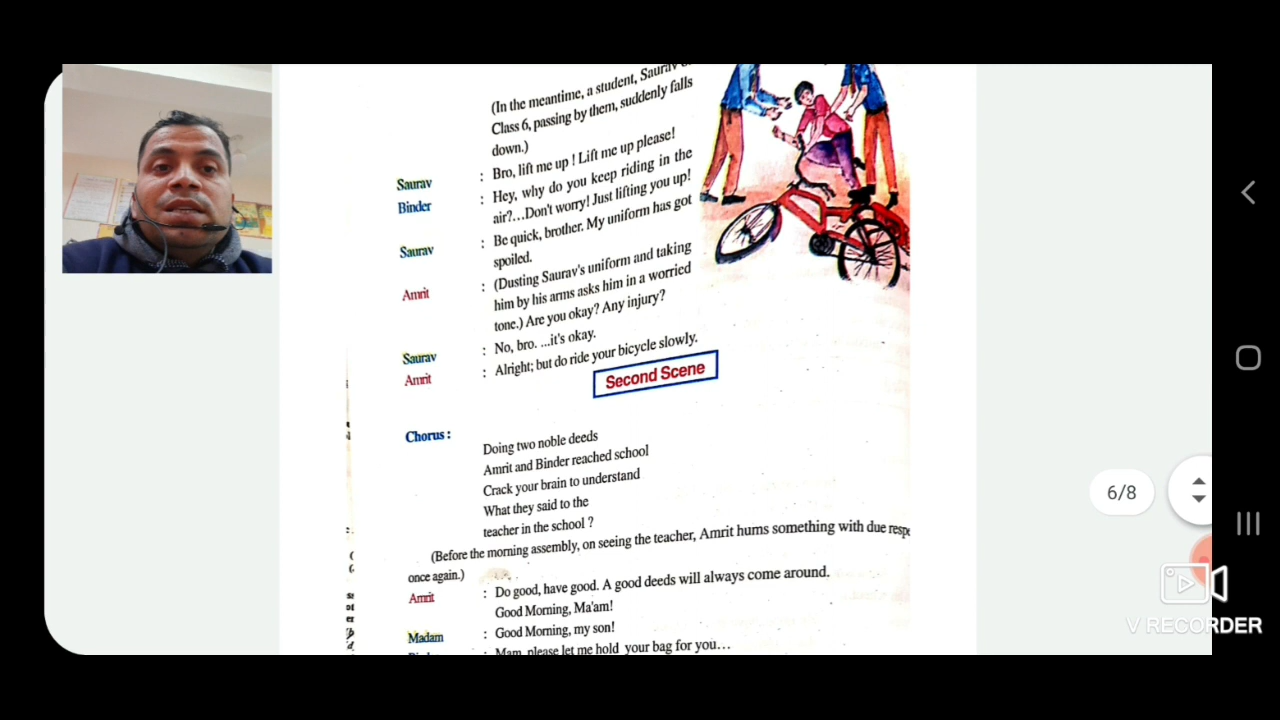 (In the meantime, a student, Saurav
Class 6, passing by them, suddenly falls
down.)
Saurav : Bro, lift me up ! Lift me up please!
Binder : Hey, why do you keep riding in the
air?...Don't worry! Just lifting you up!
Saurav : Be quick, brother. My uniform has got
spoiled.
Amrit : (Dusting Saurav's uniform and taking
him by his arms asks him in a worried
tone.) Are you okay? Any injury?
Saurav : No, bro. ...it's okay.
Amrit : Alright; but do ride your bicycle slowly.
Second Scene
Chorus :
Doing two noble deeds
Amrit and Binder reached school
Crack your brain to understand
What they said to the
teacher in the school ?
(Before the morning assembly, on seeing the teacher, Amrit hums something with due
once again.)
Amrit : Do good, have good. A good deeds will always come around.
Good Morning, Ma'am!
Madam : Good Morning, my son!
: Mam, please let me hold your bag for you...
6/8
V RECORDER